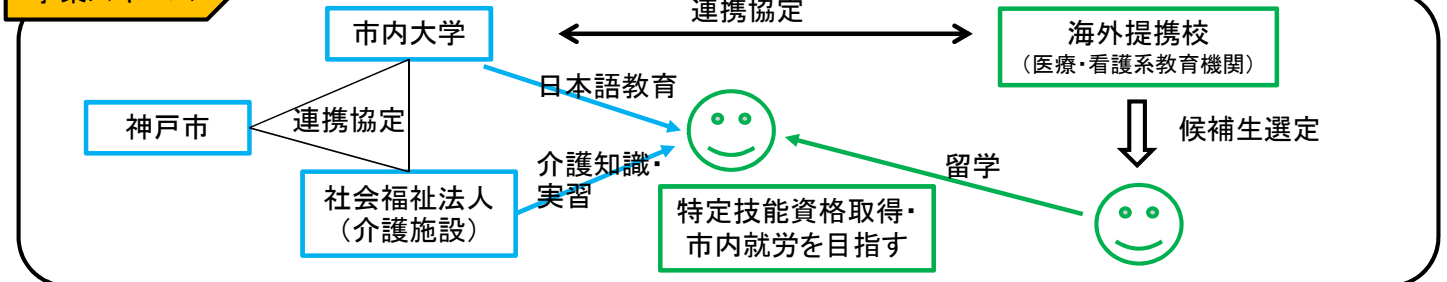 連携協定
市内大学
海外提携校
（医療・看護系教育機関）
日本語教育
神戸市
連携協定
候補生選定
介護知識・
実習
留学
社会福祉法人
（介護施設）
特定技能資格取得・
市内就労を目指す